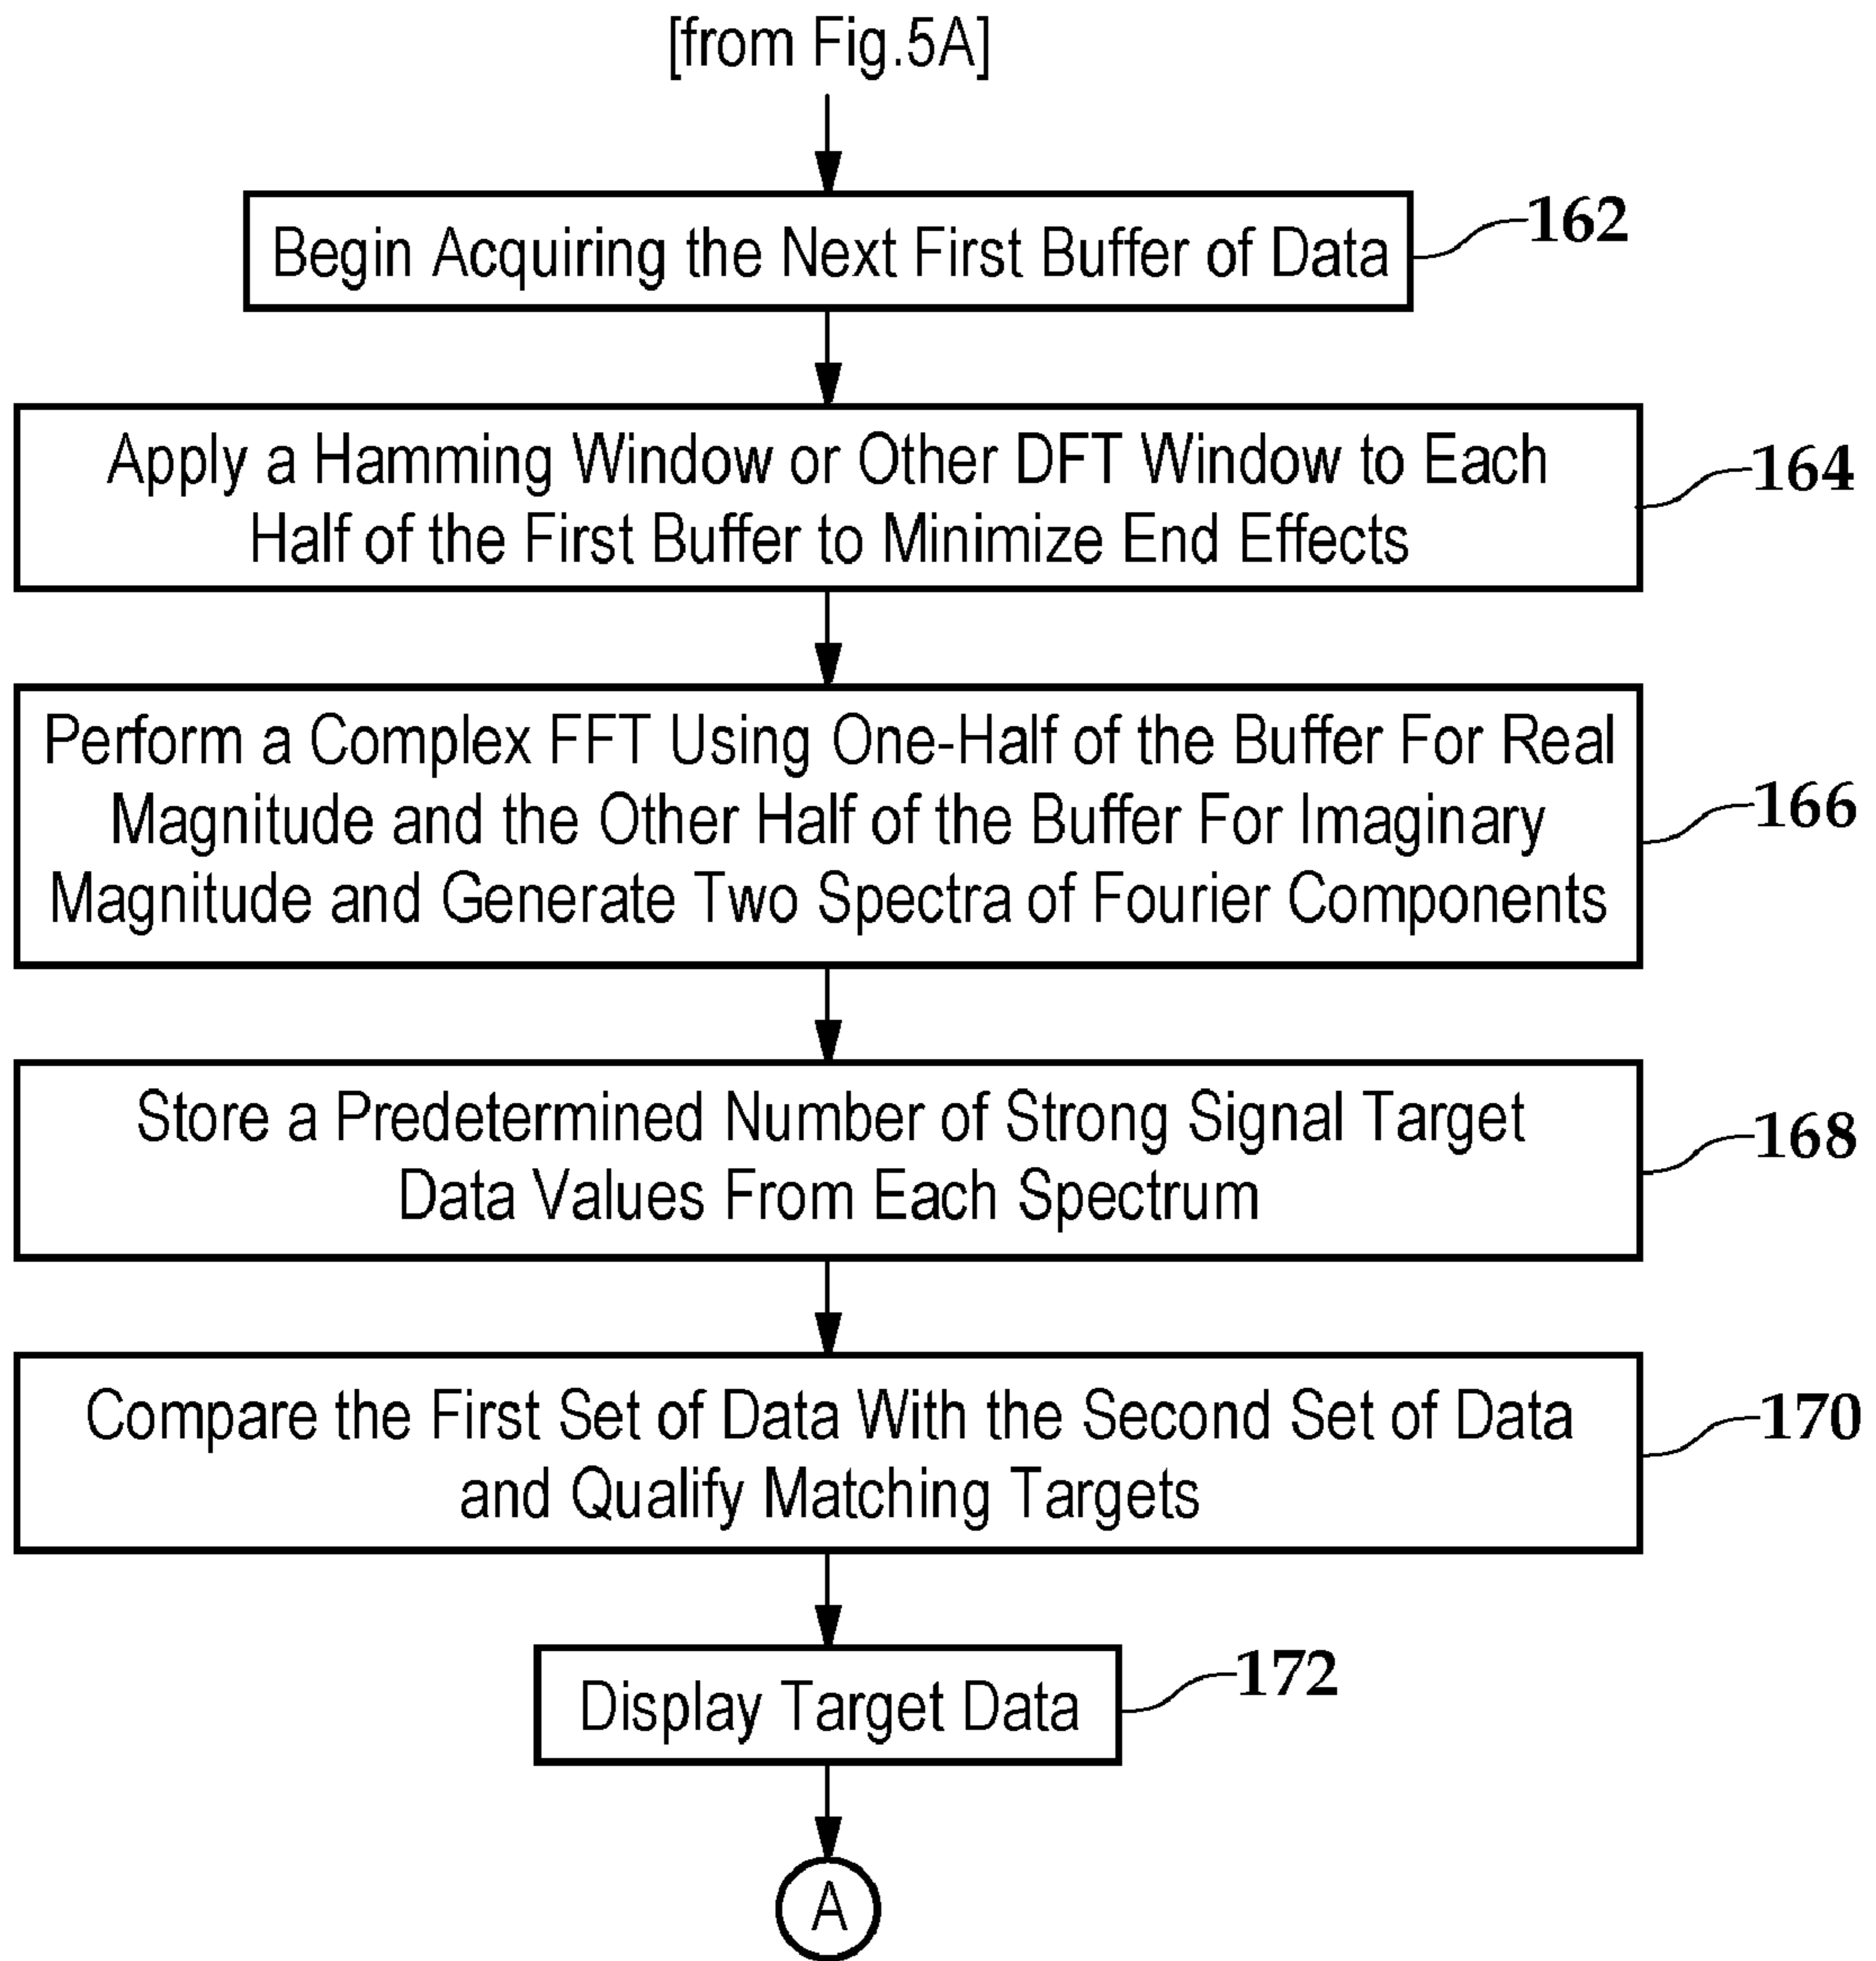 [from Fig.5A]
Begin Acquiring the Next First Buffer of Data
162
Apply a Hamming Window or Other DFT Window to Each
Half of the First Buffer to Minimize End Effects
164
Perform a Complex FFT Using One-Half of the Buffer For Real
Magnitude and the Other Half of the Buffer For Imaginary
Magnitude and Generate Two Spectra of Fourier Components
166
Store a Predetermined Number of Strong Signal Target
Data Values From Each Spectrum
168
Compare the First Set of Data With the Second Set of Data
and Qualify Matching Targets
170
Display Target Data
172
A